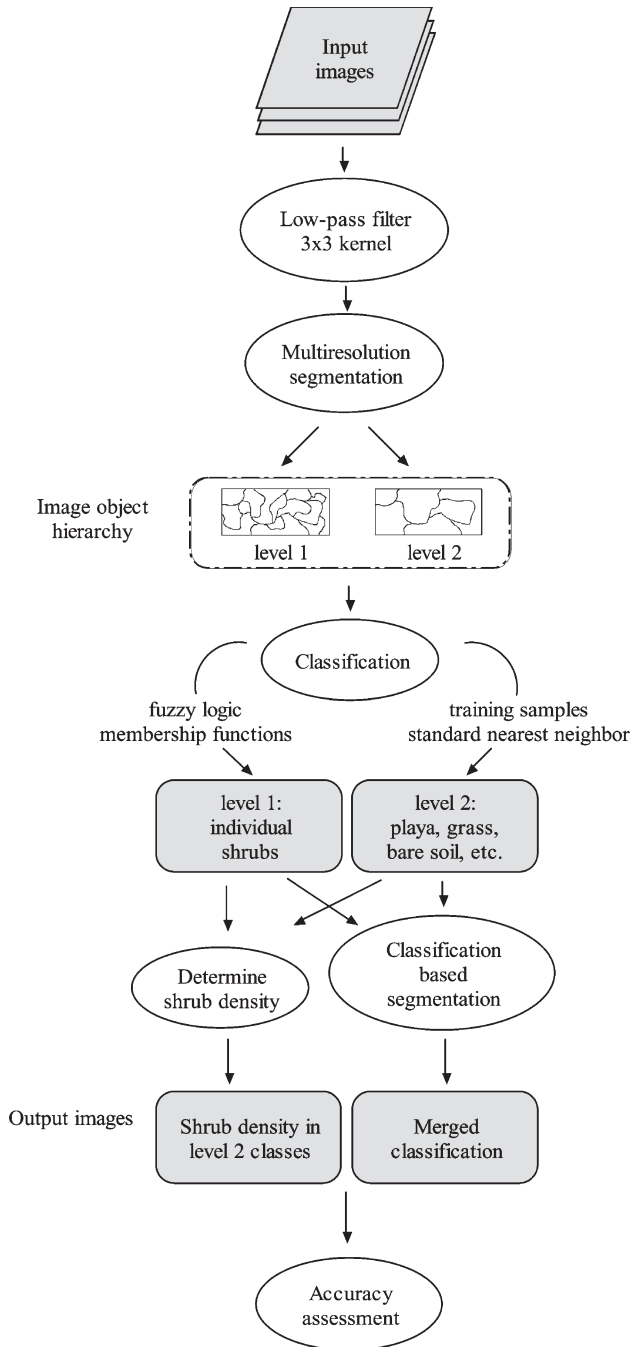 Input
images
Low-pass filter
3x3 kernel
Multiresolution
segmentation
Image object
hierarchy
level 1
level 2
Classification
fuzzy logic
membership functions
training samples
standard nearest neighbor
level 1:
individual
shrubs
level 2:
playa, grass,
bare soil, etc.
Determine
shrub density
Classification
based
segmentation
Output images
Shrub density in
level 2 classes
Merged
classification
Accuracy
assessment